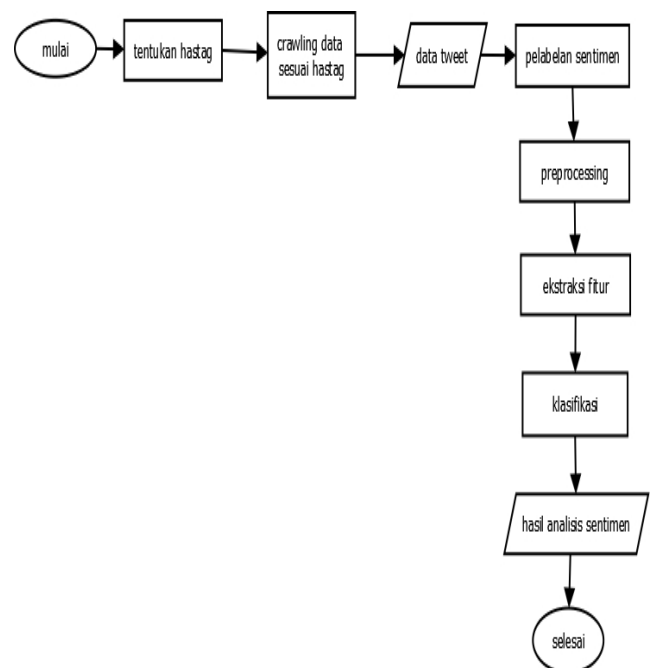 mulai
tentukan hastag
crawling data
sesuai hastag
data tweet
pelabelan sentimen
preprocessing
ekstraksi fitur
klasifikasi
hasil analisis sentimen
selesai